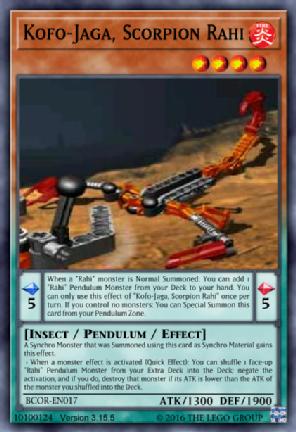 Kofo-Jaga, Scorpion Rahi
炎
When a "Rahi" monster is Normal Summoned: You can add 1
"Rahi" Pendulum Monster from your Deck to your hand. You
can only use this effect of "Kofo-Jaga, Scorpion Rahi" once per
turn. If you control no monsters: You can Special Summon this
card from your Pendulum Zone.
5
5
[Insect / Pendulum / Effect]
A Synchro Monster that was Summoned using this card as Synchro Material gains
this effect.
- When a monster effect is activated (Quick Effect): You can shuffle 1 face-up
"Rahi" Pendulum Monster from your Extra Deck into the Deck; negate the
activation, and if you do, destroy that monster if its ATK is lower than the ATK of
the monster you shuffled into the Deck.
BCOR-EN017
ATK/1300 DEF/1900
10100124 Version 3.16.5
©2016 THE LEGO GROUP